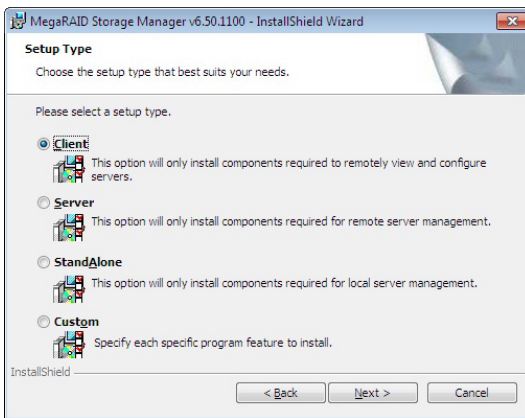 MegaRAID Storage Manager v6.50.1100 - InstallShield Wizard
Setup Type
Choose the setup type that best suits your needs.
Please select a setup type.
Client
This option will only install components required to remotely view and configure
servers.
Server
This option will only install components required for remote server management.
StandAlone
This option will only install components required for local server management.
Custom
Specify each specific program feature to install.
InstallShield
< Back Next > Cancel